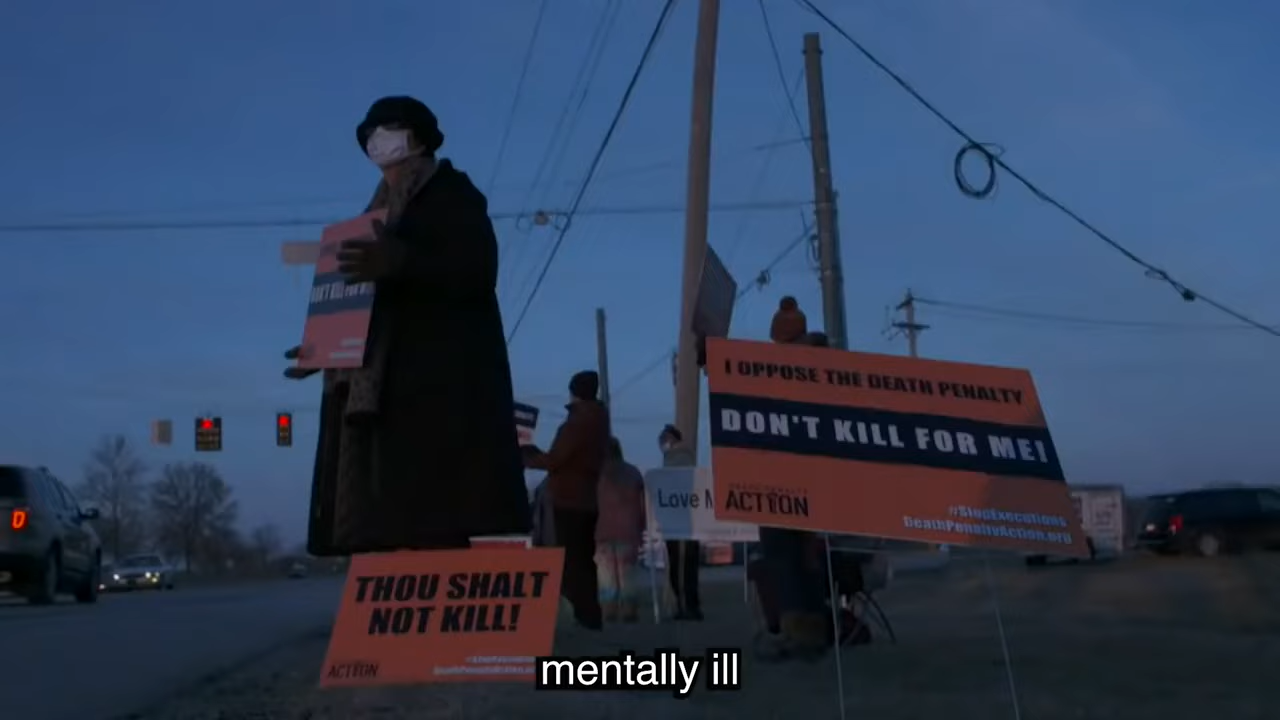 DON'T KILL FOR ME!
I OPPOSE THE DEATH PENALTY
DON'T KILL FOR ME!
ACTION
#StopExecutions
DeathPenaltyAction.org
Love
THOU SHALT
NOT KILL!
ACTION
mentally ill